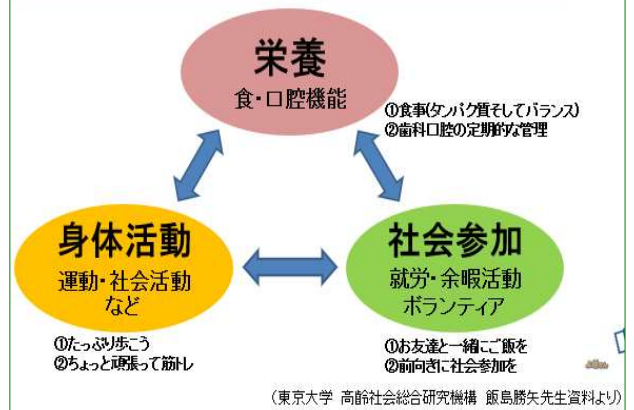 栄養
食・口腔機能
①食事(タンパク質そしてバランス)
②歯科口腔の定期的な管理
身体活動
運動・社会活動
など
①たっぷり歩こう
②ちょっと頑張って筋トレ
社会参加
就労・余暇活動
ボランティア
①お友達と一緒にご飯を
②前向きに社会参加を
(東京大学 高齢社会総合研究機構 飯島勝矢先生資料より)